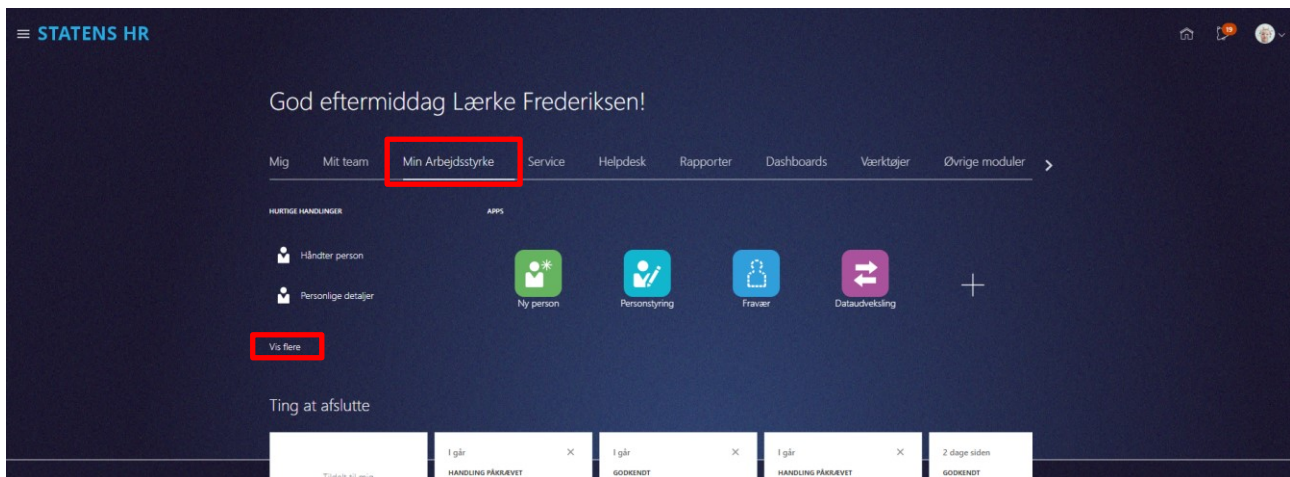 STATENS HR
19
God eftermiddag Lærke Frederiksen!
Mig Mit team Min Arbejdsstyrke Service Helpdesk Rapporter Dashboards Værktøjer Øvrige moduler
HURTIGE HANDLINGER APPS
Håndter person
Personlige detaljer
Ny person Personstyring Fravær Dataudveksling
Vis flere
Ting at afslutte
I går I går I går 2 dage siden
HANDLING PÅKRÆVET GODKENDT HANDLING PÅKRÆVET GODKENDT